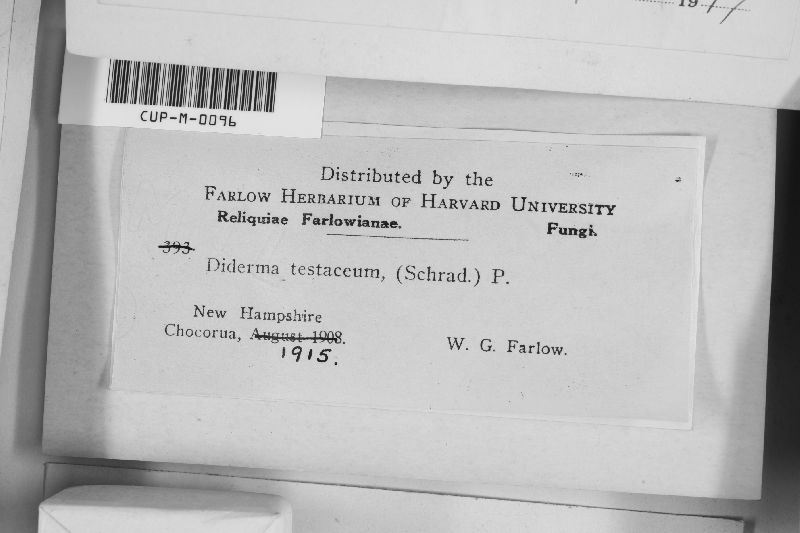 19
CUP-M-0096
Distributed by the
FARLOW HERBARIUM OF HARVARD UNIVERSITY
Reliquiae Farlowianae. Fungi.
393
Diderma testaceum, (Schrad.) P.
New Hampshire
Chocorua, August 1908.
1915.
W. G. Farlow.